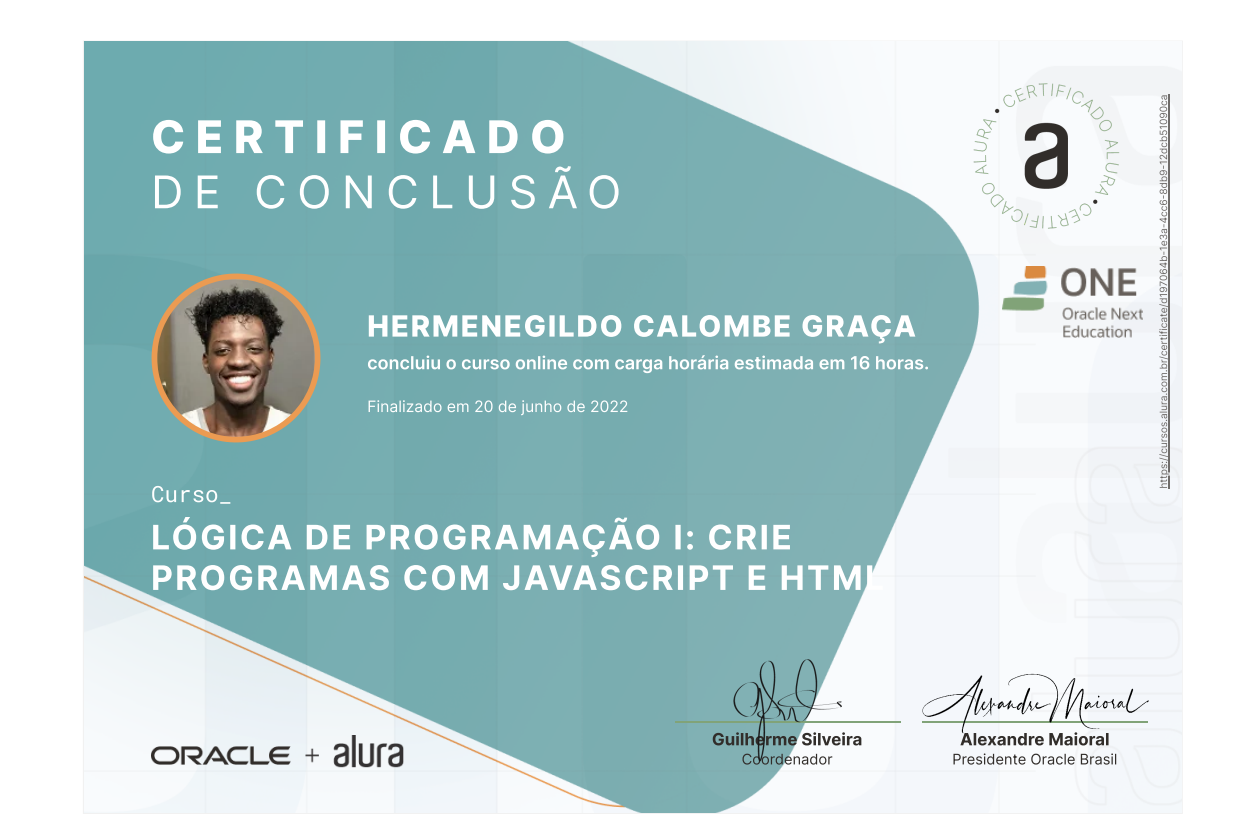 CERTIFICADO
DE CONCLUSÃO
CERTIFICADO ALURA • CERTIFICADO ALURA •
a
ONE
Oracle Next
Education
https://cursos.alura.com.br/certificate/d197064b-1e3a-4cc6-8db9-12dcb51090ca
HERMENEGILDO CALOMBE GRAÇA
concluiu o curso online com carga horária estimada em 16 horas.
Finalizado em 20 de junho de 2022
Curso_
LÓGICA DE PROGRAMAÇÃO I: CRIE
PROGRAMAS COM JAVASCRIPT E HTML
Alexandre Maioral
Guilherme Silveira
Coordenador
Alexandre Maioral
Presidente Oracle Brasil
ORACLE + alura
alura
alura